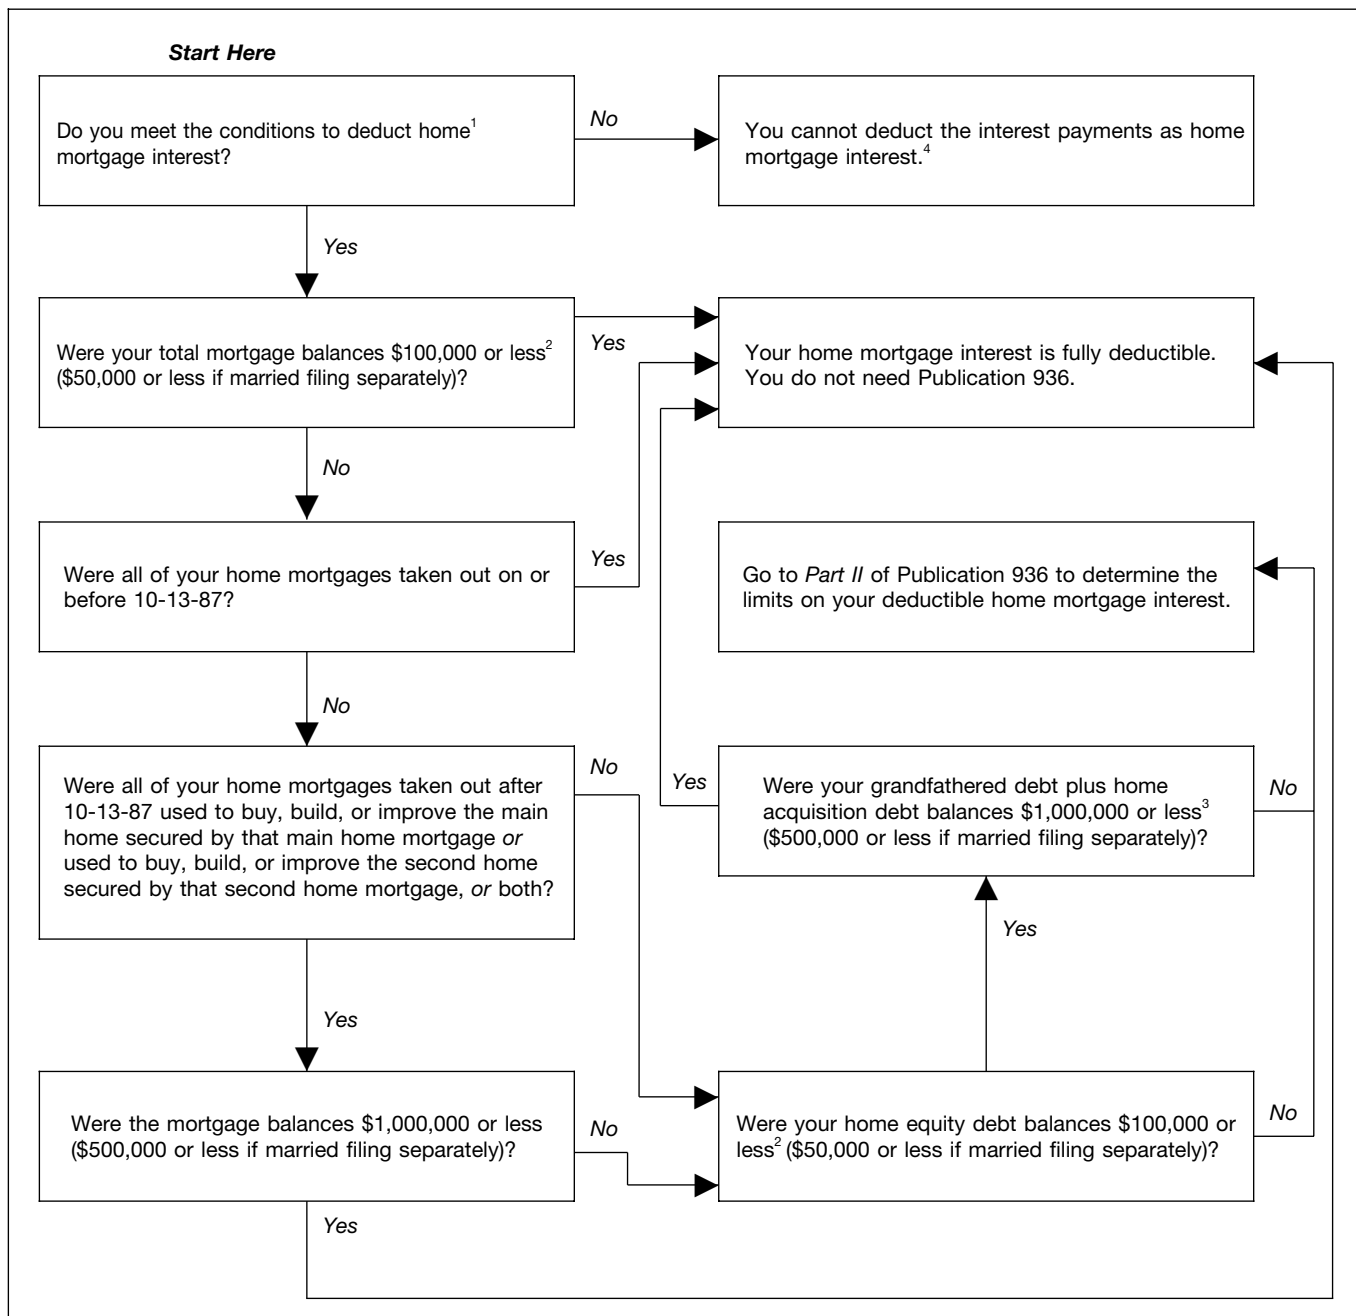 Start Here
Do you meet the conditions to deduct home1
mortgage interest?
No
You cannot deduct the interest payments as home
mortgage interest.4
Yes
Were your total mortgage balances $100,000 or less2
($50,000 or less if married filing separately)?
Yes
Your home mortgage interest is fully deductible.
You do not need Publication 936.
No
Were all of your home mortgages taken out on or
before 10-13-87?
Yes
Go to Part II of Publication 936 to determine the
limits on your deductible home mortgage interest.
No
Were all of your home mortgages taken out after
10-13-87 used to buy, build, or improve the main
home secured by that main home mortgage or
used to buy, build, or improve the second home
secured by that second home mortgage, or both?
No
Yes
Were your grandfathered debt plus home
acquisition debt balances $1,000,000 or less3
($500,000 or less if married filing separately)?
No
Yes
Yes
Were the mortgage balances $1,000,000 or less
($500,000 or less if married filing separately)?
No
Were your home equity debt balances $100,000 or
less2 ($50,000 or less if married filing separately)?
No
Yes